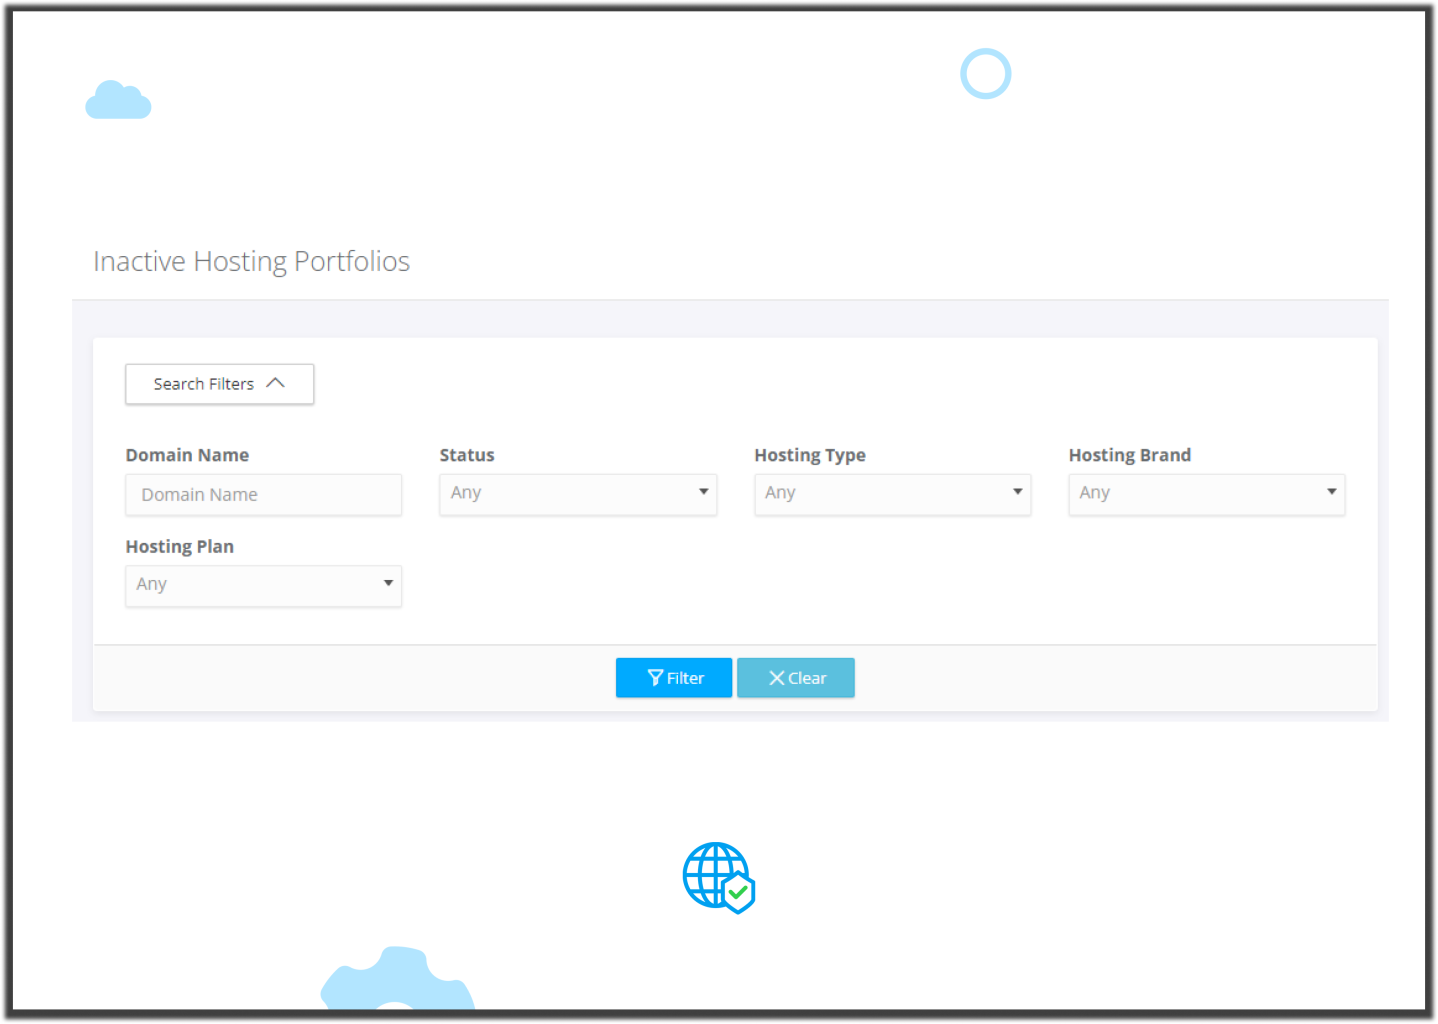 Inactive Hosting Portfolios
Search Filters
Domain Name Status Hosting Type Hosting Brand
Domain Name Any Any Any
Hosting Plan
Any
Filter Clear